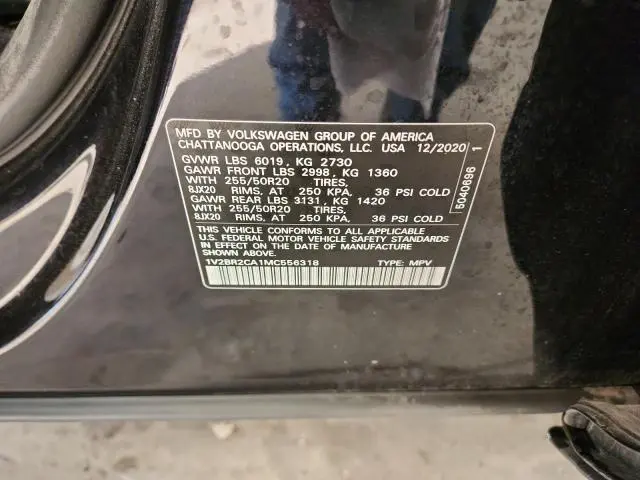 MFD BY VOLKSWAGEN GROUP OF AMERICA
CHATTANOOGA OPERATIONS, LLC. USA 12/2020
GVWR LBS 6019, KG 2730
GAWR FRONT LBS 2998, KG 1360
WITH 255/50R20 TIRES,
8JX20 RIMS, AT 250 KPA, 36 PSI COLD
GAWR REAR LBS 3131, KG 1420
WITH 255/50R20 TIRES,
8JX20 RIMS, AT 250 KPA, 36 PSI COLD
THIS VEHICLE CONFORMS TO ALL APPLICABLE
U.S. FEDERAL MOTOR VEHICLE SAFETY STANDARDS
IN EFFECT ON THE DATE OF MANUFACTURE
SHOWN ABOVE.
1V2BR2CA1MC556318 TYPE: MPV
5040696 1